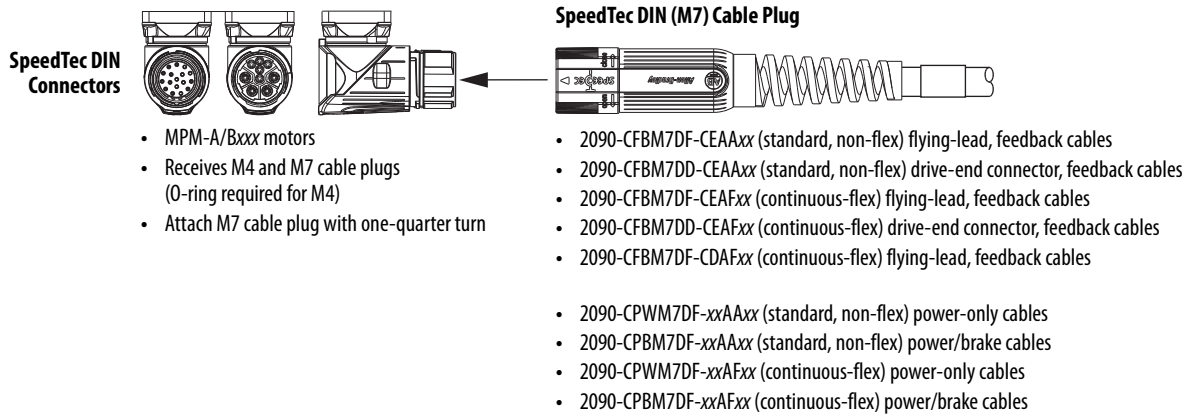 SpeedTec DIN (M7) Cable Plug
SpeedTec DIN
Connectors
Allen-Bradley
AB
• MPM-A/Bxxx motors
• Receives M4 and M7 cable plugs
(O-ring required for M4)
• Attach M7 cable plug with one-quarter turn
• 2090-CFBM7DF-CEAAxx (standard, non-flex) flying-lead, feedback cables
• 2090-CFBM7DD-CEAAxx (standard, non-flex) drive-end connector, feedback cables
• 2090-CFBM7DF-CEAFxx (continuous-flex) flying-lead, feedback cables
• 2090-CFBM7DD-CEAFxx (continuous-flex) drive-end connector, feedback cables
• 2090-CFBM7DF-CDAFxx (continuous-flex) flying-lead, feedback cables
• 2090-CPWM7DF-xxAAxx (standard, non-flex) power-only cables
• 2090-CPBM7DF-xxAAxx (standard, non-flex) power/brake cables
• 2090-CPWM7DF-xxAFxx (continuous-flex) power-only cables
• 2090-CPBM7DF-xxAFxx (continuous-flex) power/brake cables